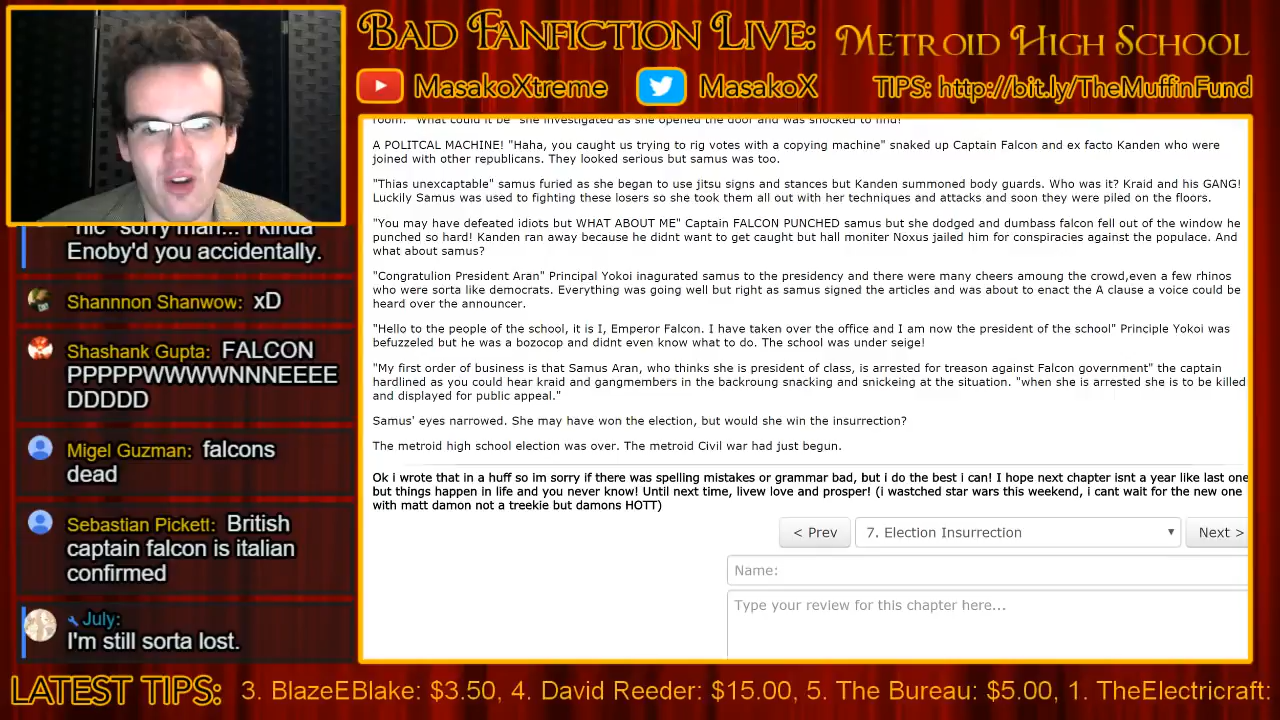 BAD FANFICTION LIVE: METROID HIGH SCHOOL
MasakoXtreme MasakoX TIPS: http://bit.ly/TheMuffinFund
room. "What could it be" she investigated as she opened the door and was shocked to find!
A POLITCAL MACHINE! "Haha, you caught us trying to rig votes with a copying machine" snaked up Captain Falcon and ex facto Kanden who were
joined with other republicans. They looked serious but samus was too.
"Thias unexcaptable" samus furied as she began to use jitsu signs and stances but Kanden summoned body guards. Who was it? Kraid and his GANG!
Luckily Samus was used to fighting these losers so she took them all out with her techniques and attacks and soon they were piled on the floors.
"You may have defeated idiots but WHAT ABOUT ME" Captain FALCON PUNCHED samus but she dodged and dumbass falcon fell out of the window he
punched so hard! Kanden ran away because he didnt want to get caught but hall moniter Noxus jailed him for conspiracies against the populace. And
what about samus?
"Congratulion President Aran" Principal Yokoi inagurated samus to the presidency and there were many cheers amoung the crowd,even a few rhinos
who were sorta like democrats. Everything was going well but right as samus signed the articles and was about to enact the A clause a voice could be
heard over the announcer.
"Hello to the people of the school, it is I, Emperor Falcon. I have taken over the office and I am now the president of the school" Principle Yokoi was
befuzzeled but he was a bozocop and didnt even know what to do. The school was under seige!
"My first order of business is that Samus Aran, who thinks she is president of class, is arrested for treason against Falcon government" the captain
hardlined as you could hear kraid and gangmembers in the backroung snacking and snickeing at the situation. "when she is arrested she is to be killed
and displayed for public appeal."
Samus' eyes narrowed. She may have won the election, but would she win the insurrection?
The metroid high school election was over. The metroid Civil war had just begun.
Ok i wrote that in a huff so im sorry if there was spelling mistakes or grammar bad, but i do the best i can! I hope next chapter isnt a year like last one
but things happen in life and you never know! Until next time, livew love and prosper! (i wastched star wars this weekend, i cant wait for the new one
with matt damon not a treekie but damons HOTT)
< Prev 7. Election Insurrection Next >
Name:
Type your review for this chapter here...
"hic" sorry man... I kinda
Enoby'd you accidentally.
Shannnon Shanwow: xD
Shashank Gupta: FALCON
PPPPPWWWWNNNEEEE
DDDDD
Migel Guzman: falcons
dead
Sebastian Pickett: British
captain falcon is italian
confirmed
July:
I'm still sorta lost.
LATEST TIPS: 3. BlazeEBlake: $3.50, 4. David Reeder: $15.00, 5. The Bureau: $5.00, 1. TheElectricraft: